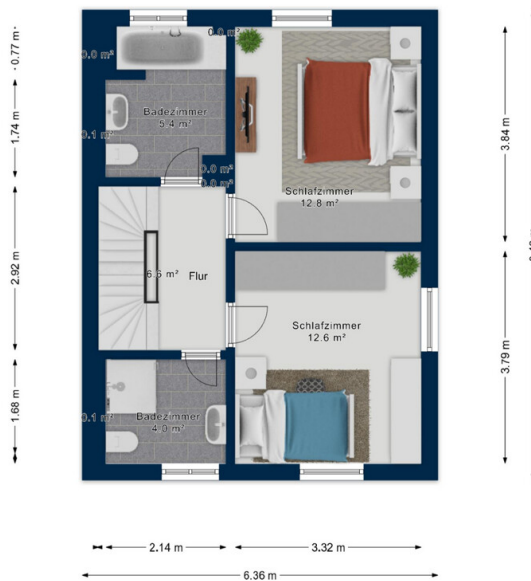 0.77 m
0.0 m²
0.0 m²
1.74 m
Badezimmer
5.4 m²
0.1 m²
3.84 m
0.0 m²
0.0 m²
Schlafzimmer
12.8 m²
2.92 m
6.6 m²
Flur
Schlafzimmer
12.6 m²
3.79 m
1.68 m
0.1 m²
Badezimmer
4.0 m²
2.14 m
3.32 m
6.36 m